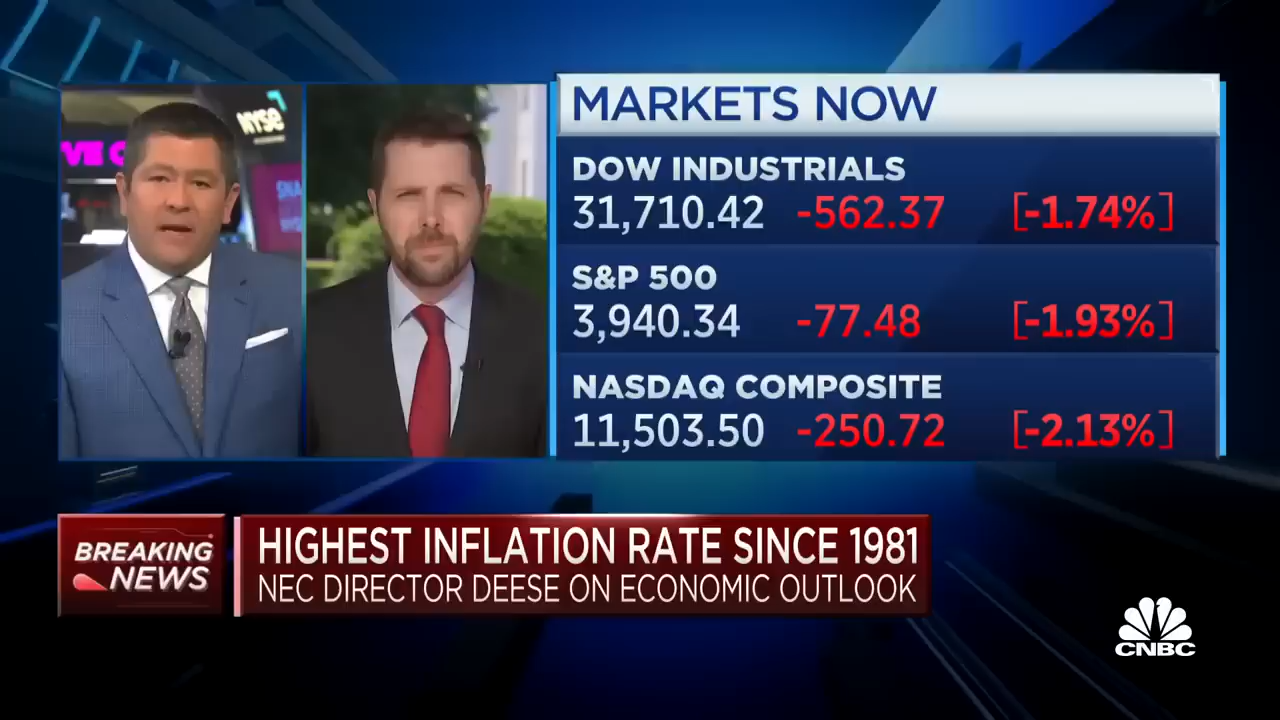 NYSE
MARKETS NOW
DOW INDUSTRIALS
31,710.42 -562.37 [-1.74%]
S&P 500
3,940.34 -77.48 [-1.93%]
NASDAQ COMPOSITE
11,503.50 -250.72 [-2.13%]
BREAKING NEWS
HIGHEST INFLATION RATE SINCE 1981
NEC DIRECTOR DEESE ON ECONOMIC OUTLOOK
CNBC